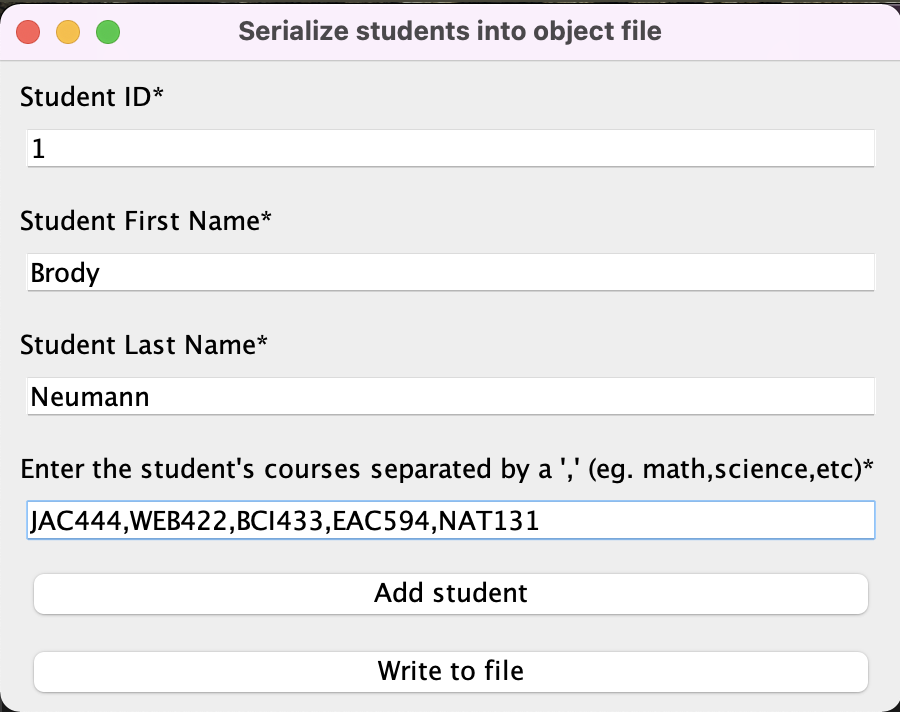 Serialize students into object file
Student ID*
1
Student First Name*
Brody
Student Last Name*
Neumann
Enter the student's courses separated by a ',' (eg. math,science,etc)*
JAC444,WEB422,BCI433,EAC594,NAT131
Add student
Write to file